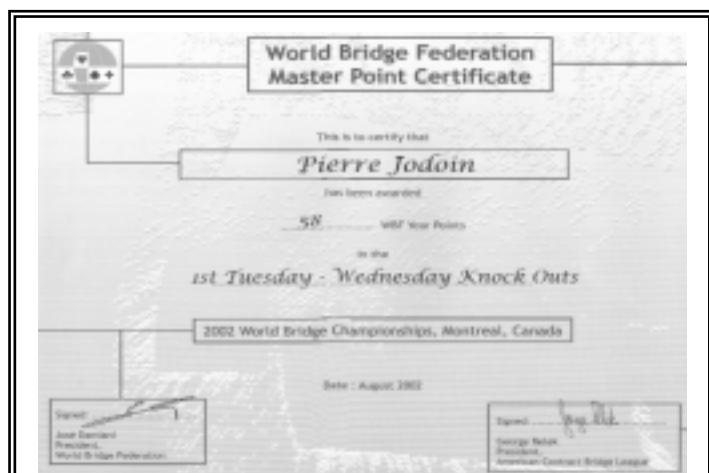 World Bridge Federation
Master Point Certificate
This is to certify that
Pierre Jodoin
has been awarded
58 WBF Year Points
in the
1st Tuesday - Wednesday Knock Outs
2002 World Bridge Championships, Montreal, Canada
Date : August 2002
Signed:
José Damiani
President,
World Bridge Federation
Signed:
George Retek
President,
American Contract Bridge League